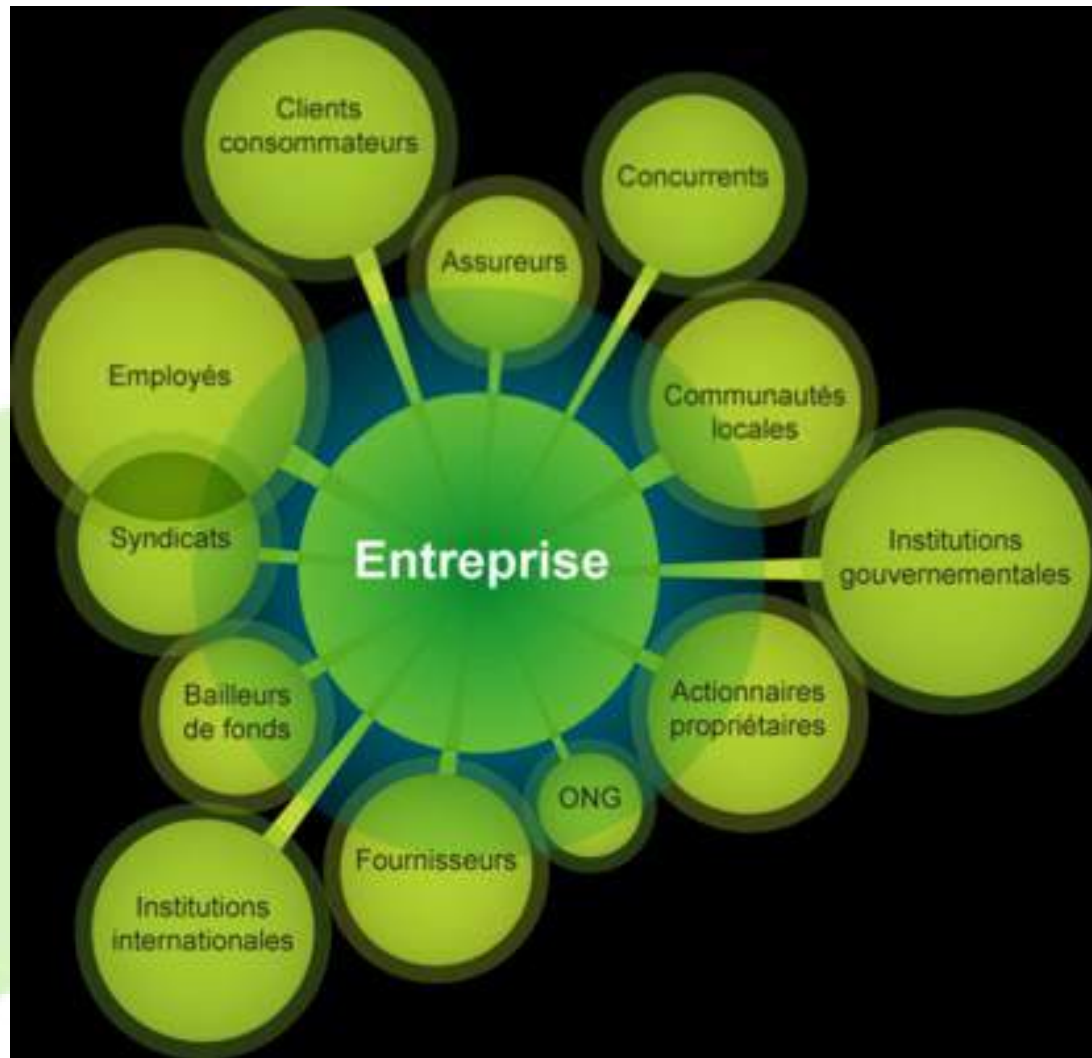 Clients
consommateurs
Concurrents
Assureurs
Employés
Communautés
locales
Syndicats
Entreprise
Institutions
gouvernementales
Bailleurs
de fonds
Actionnaires
propriétaires
ONG
Fournisseurs
Institutions
internationales